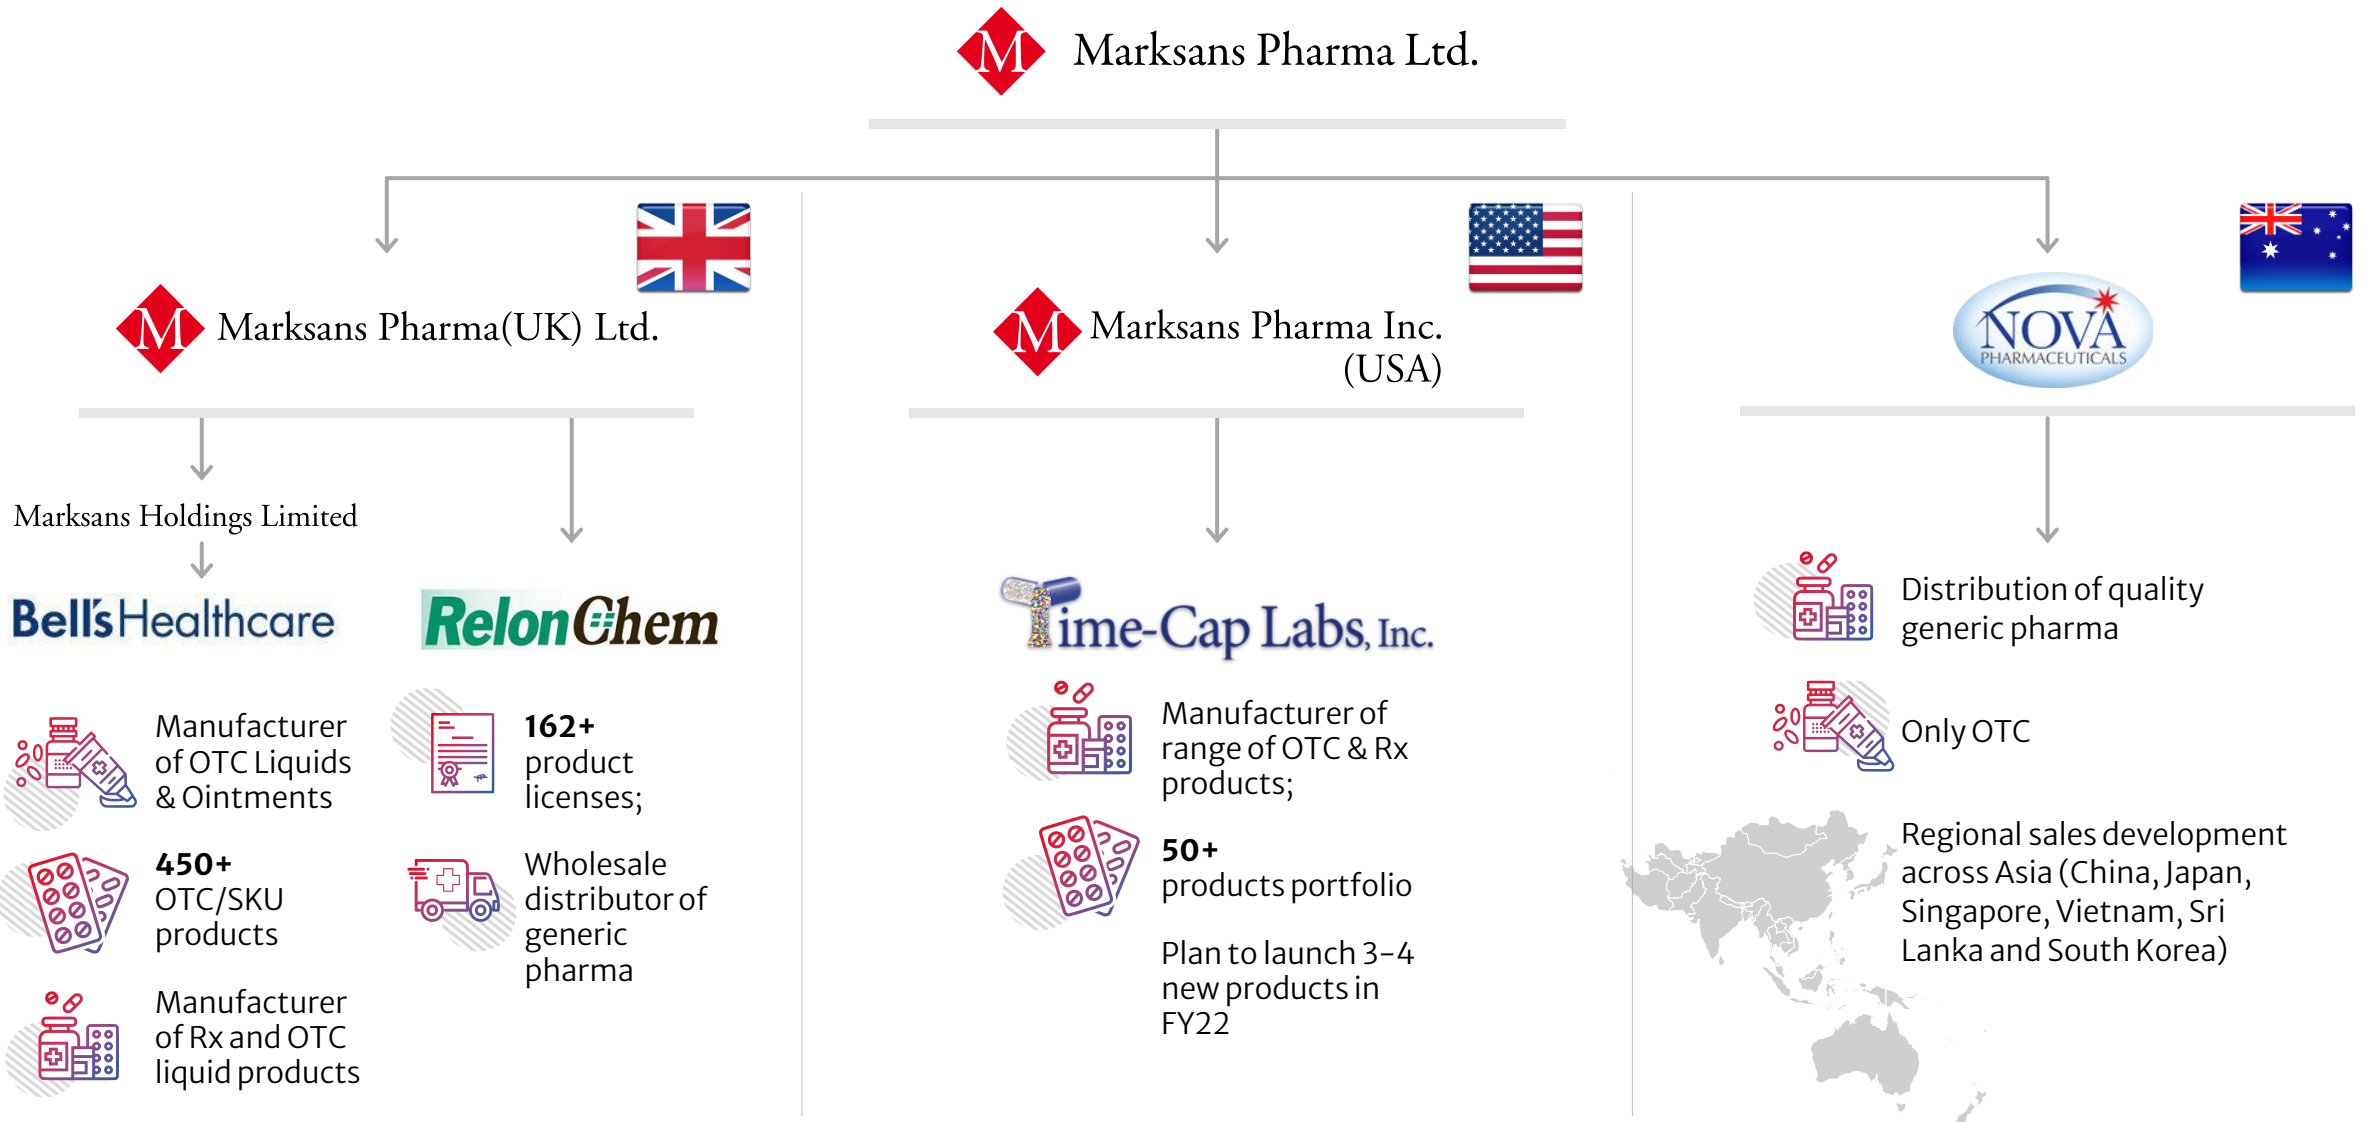 M Marksans Pharma Ltd.
M Marksans Pharma(UK) Ltd.
Marksans Holdings Limited
Bell's Healthcare
Manufacturer
of OTC Liquids
& Ointments
450+
OTC/SKU
products
Manufacturer
of Rx and OTC
liquid products
RelonChem
162+
product
licenses;
Wholesale
distributor of
generic
pharma
M Marksans Pharma Inc.
(USA)
Time-Cap Labs, Inc.
Manufacturer of
range of OTC & Rx
products;
50+
products portfolio
Plan to launch 3-4
new products in
FY22
NOVA
PHARMACEUTICALS
Distribution of quality
generic pharma
Only OTC
Regional sales development
across Asia (China, Japan,
Singapore, Vietnam, Sri
Lanka and South Korea)